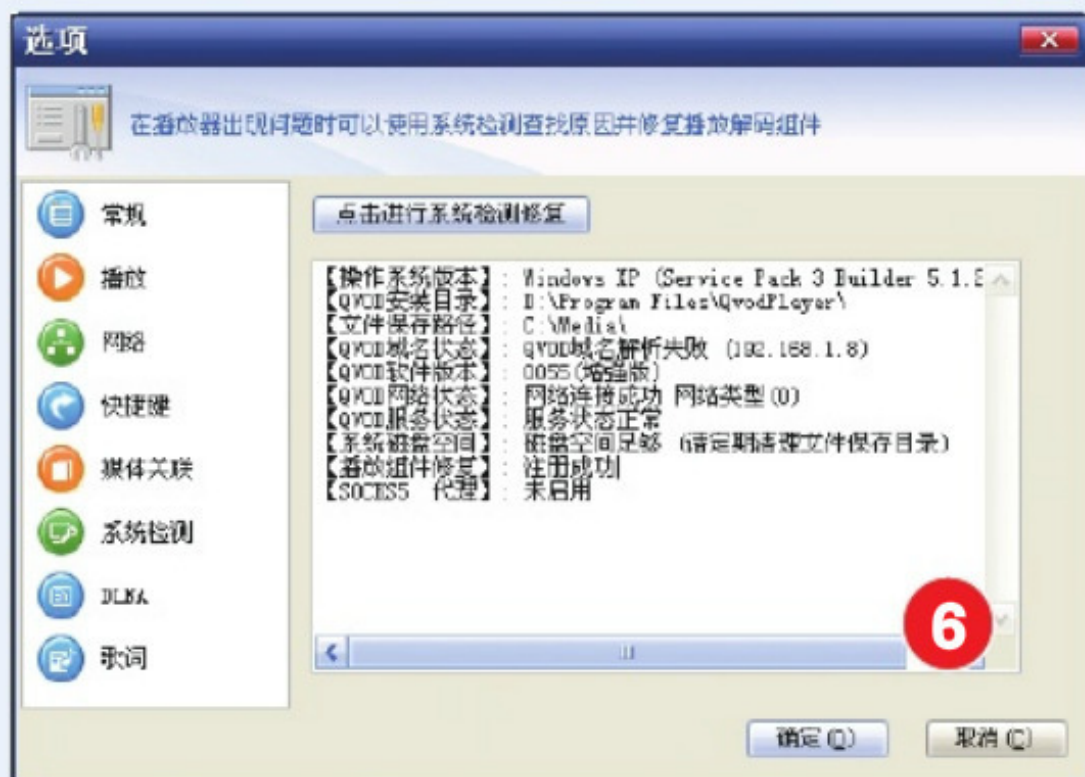 选项
在播放器出现问题时可以使用系统检测查找原因并修复播放解码组件
常规
播放
网络
快捷键
媒体关联
系统检测
DLNA
歌词
点击进行系统检测修复
【操作系统版本】: Windows XP (Service Pack 3 Builder 5.1.
【QVOD安装目录】: D:\Program Files\QvodPlayer\
【文件保存路径】: C:\Media\
【QVOD域名状态】: QVOD域名解析失败 (192.168.1.8)
【QVOD软件版本】: 0055(增强版)
【QVOD网络状态】: 网络连接成功 网络类型(0)
【QVOD服务状态】: 服务状态正常
【系统磁盘空间】: 磁盘空间足够 (请定期清理文件保存目录)
【播放组件修复】: 注册成功
【SOCKS5 代理】: 未启用
6
确定(O)
取消(C)